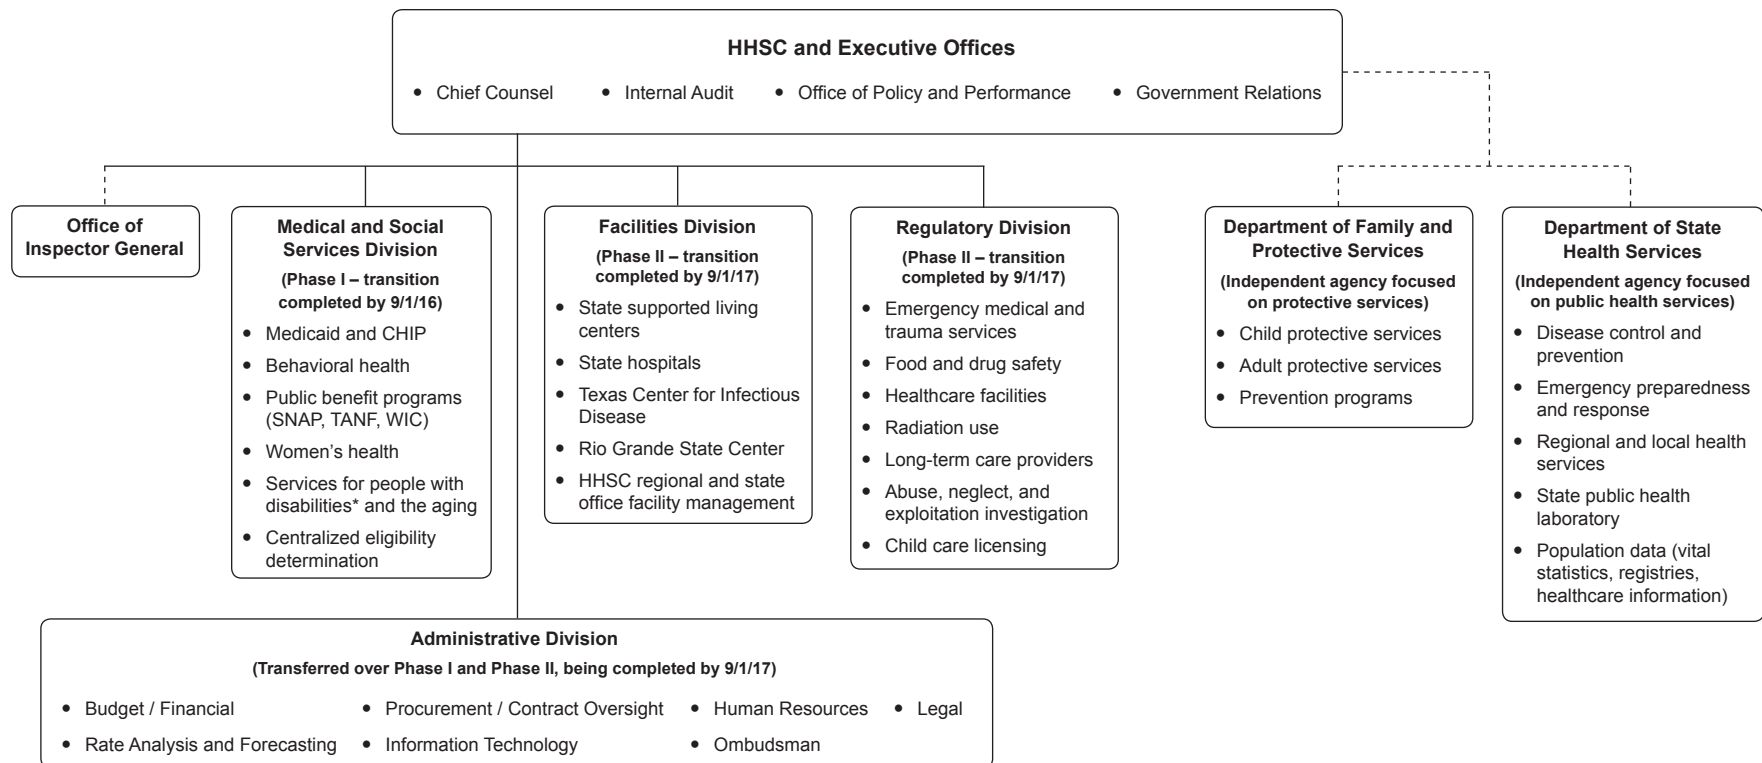 HHSC and Executive Offices
• Chief Counsel • Internal Audit • Office of Policy and Performance • Government Relations
Office of
Inspector General
Medical and Social
Services Division
(Phase I – transition
completed by 9/1/16)
• Medicaid and CHIP
• Behavioral health
• Public benefit programs
(SNAP, TANF, WIC)
• Women’s health
• Services for people with
disabilities* and the aging
• Centralized eligibility
determination
Facilities Division
(Phase II – transition
completed by 9/1/17)
• State supported living
centers
• State hospitals
• Texas Center for Infectious
Disease
• Rio Grande State Center
• HHSC regional and state
office facility management
Regulatory Division
(Phase II – transition
completed by 9/1/17)
• Emergency medical and
trauma services
• Food and drug safety
• Healthcare facilities
• Radiation use
• Long-term care providers
• Abuse, neglect, and
exploitation investigation
• Child care licensing
Department of Family and
Protective Services
(Independent agency focused
on protective services)
• Child protective services
• Adult protective services
• Prevention programs
Department of State
Health Services
(Independent agency focused
on public health services)
• Disease control and
prevention
• Emergency preparedness
and response
• Regional and local health
services
• State public health
laboratory
• Population data (vital
statistics, registries,
healthcare information)
Administrative Division
(Transferred over Phase I and Phase II, being completed by 9/1/17)
• Budget / Financial • Procurement / Contract Oversight • Human Resources • Legal
• Rate Analysis and Forecasting • Information Technology • Ombudsman